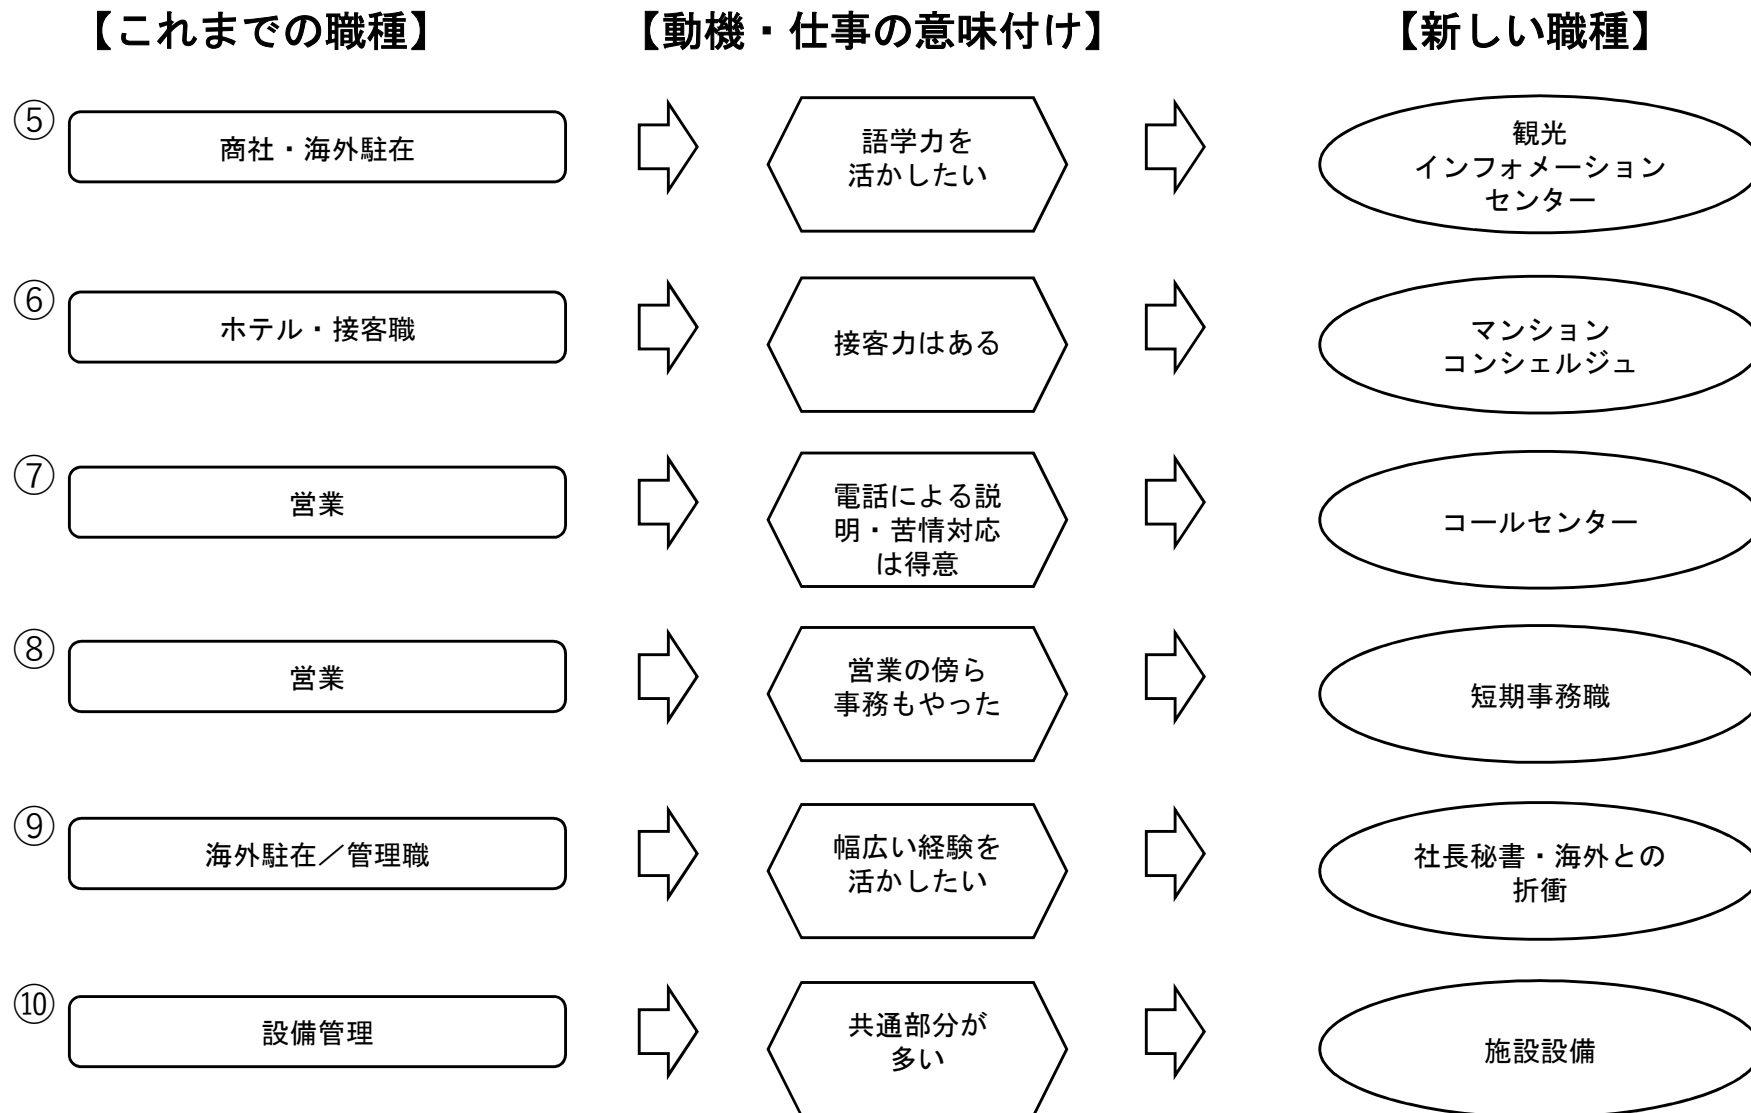 【これまでの職種】 【動機・仕事の意味付け】 【新しい職種】
⑤
商社・海外駐在
語学力を
活かしたい
観光
インフォメーション
センター
⑥
ホテル・接客職
接客力はある
マンション
コンシェルジュ
⑦
営業
電話による説
明・苦情対応
は得意
コールセンター
⑧
営業
営業の傍ら
事務もやった
短期事務職
⑨
海外駐在／管理職
幅広い経験を
活かしたい
社長秘書・海外との
折衝
⑩
設備管理
共通部分が
多い
施設設備